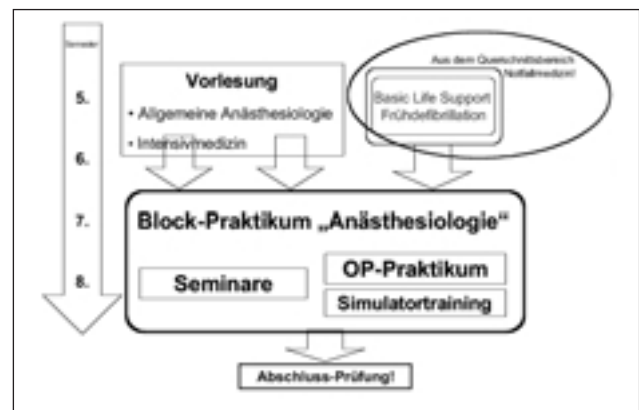 Semester
5.
6.
7.
8.
Vorlesung
• Allgemeine Anästhesiologie
• Intensivmedizin
Aus dem Querschnittsbereich
Notfallmedizin!
Basic Life Support
Frühdefibrillation
Block-Praktikum „Anästhesiologie“
Seminare
OP-Praktikum
Simulatortraining
Abschluss-Prüfung!